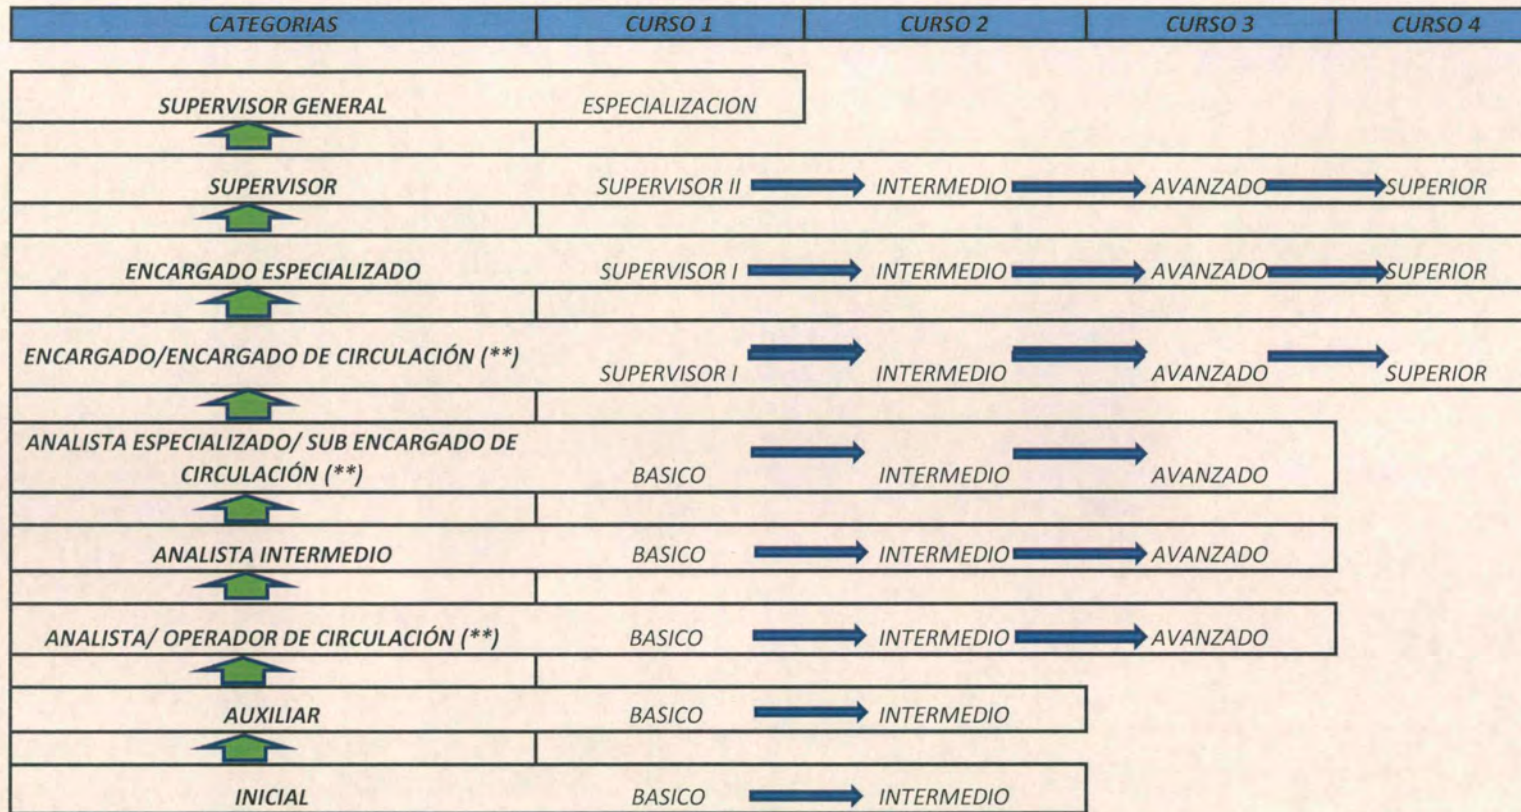 CATEGORIAS CURSO 1 CURSO 2 CURSO 3 CURSO 4
SUPERVISOR GENERAL ESPECIALIZACION
SUPERVISOR SUPERVISOR II INTERMEDIO AVANZADO SUPERIOR
ENCARGADO ESPECIALIZADO SUPERVISOR I INTERMEDIO AVANZADO SUPERIOR
ENCARGADO/ENCARGADO DE CIRCULACIÓN (**)
SUPERVISOR I INTERMEDIO AVANZADO SUPERIOR
ANALISTA ESPECIALIZADO/ SUB ENCARGADO DE
CIRCULACIÓN (**) BASICO INTERMEDIO AVANZADO
ANALISTA INTERMEDIO BASICO INTERMEDIO AVANZADO
ANALISTA/ OPERADOR DE CIRCULACIÓN (**) BASICO INTERMEDIO AVANZADO
AUXILIAR BASICO INTERMEDIO
INICIAL BASICO INTERMEDIO